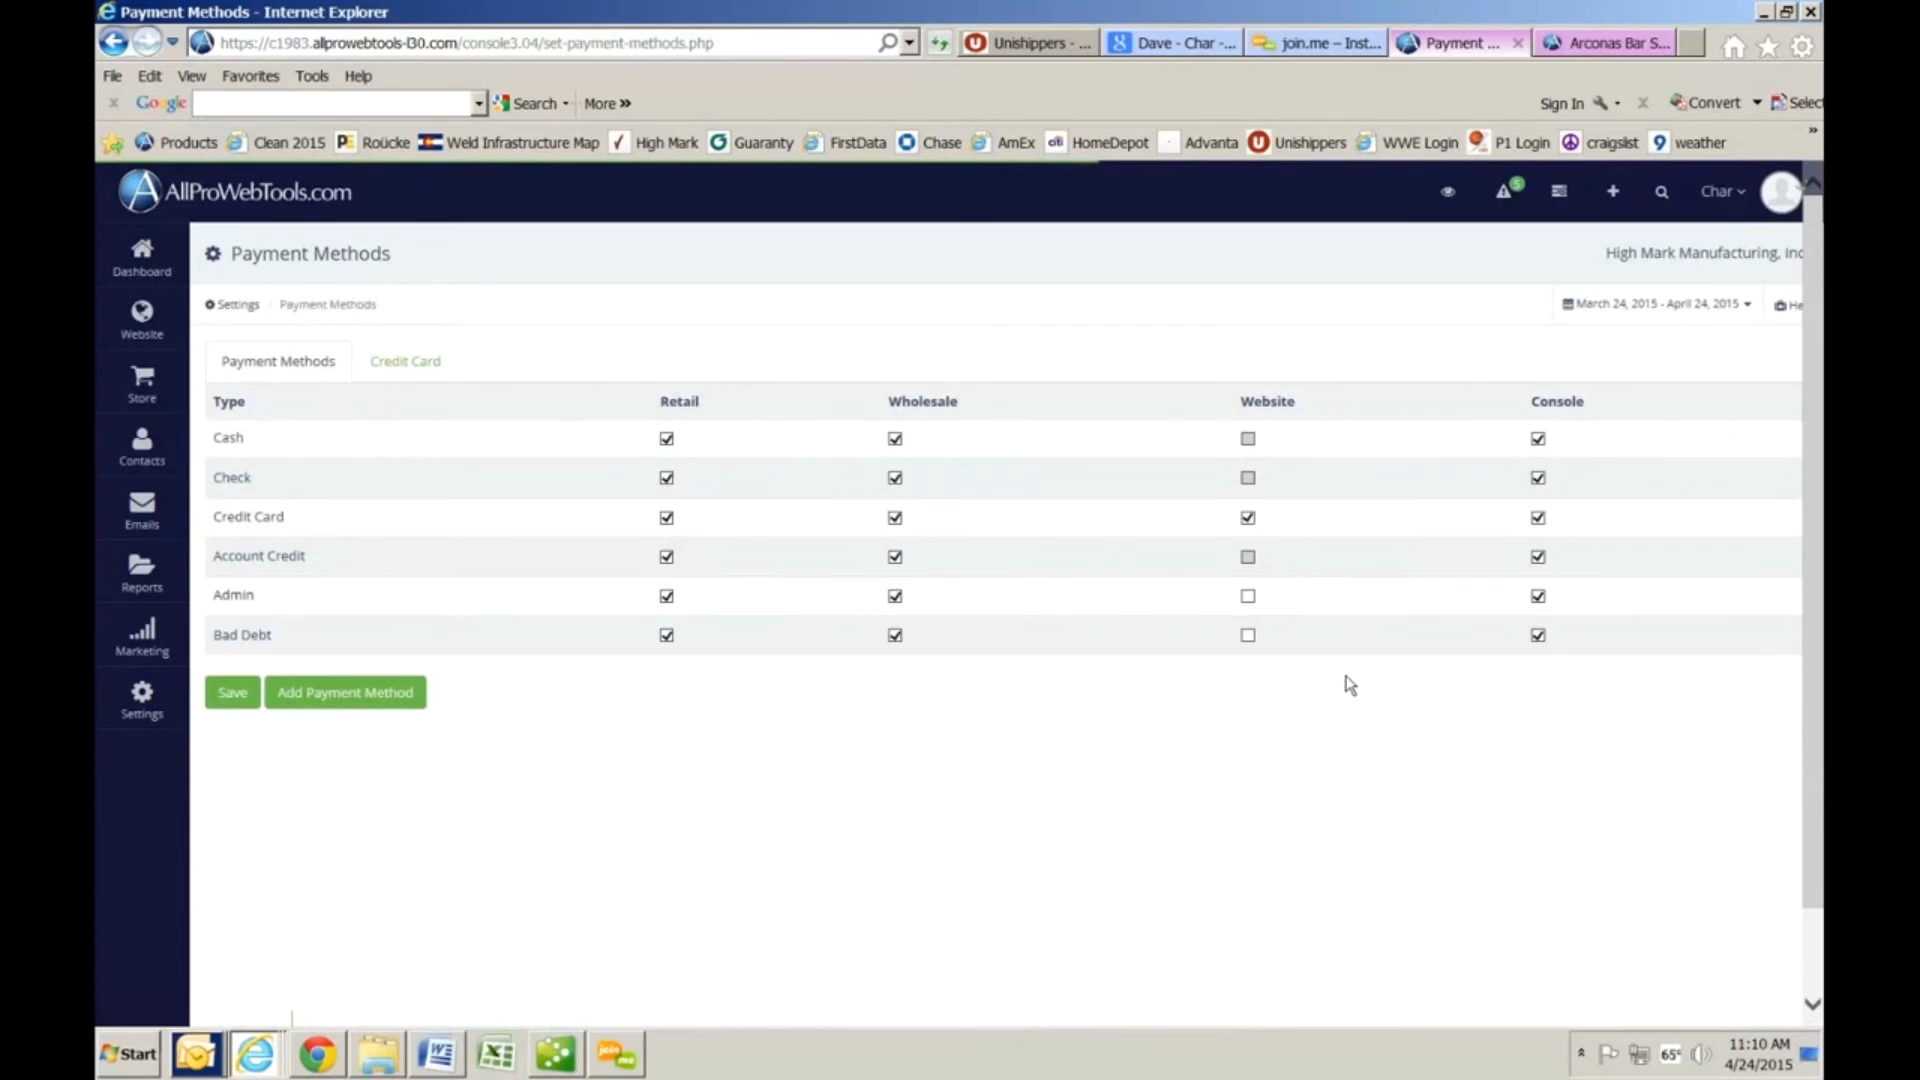 Payment Methods - Internet Explorer
https://c1983.allprowebtools-l30.com/console3.04/set-payment-methods.php
Unishippers - ...
Dave - Char -...
join.me – Inst...
Payment ...
Arconas Bar S...
File Edit View Favorites Tools Help
Google Search More »
Sign In
Convert
Selec
Products Clean 2015 Roücke Weld Infrastructure Map High Mark Guaranty FirstData Chase AmEx HomeDepot Advanta Unishippers WWE Login P1 Login craigslist weather
AllProWebTools.com
5
Char
Dashboard
Website
Store
Contacts
Emails
Reports
Marketing
Settings
Payment Methods
High Mark Manufacturing, Inc
Settings / Payment Methods
March 24, 2015 - April 24, 2015
He
Payment Methods Credit Card
Type Retail Wholesale Website Console
Cash
Check
Credit Card
Account Credit
Admin
Bad Debt
Save Add Payment Method
Start
join me
65°
11:10 AM
4/24/2015